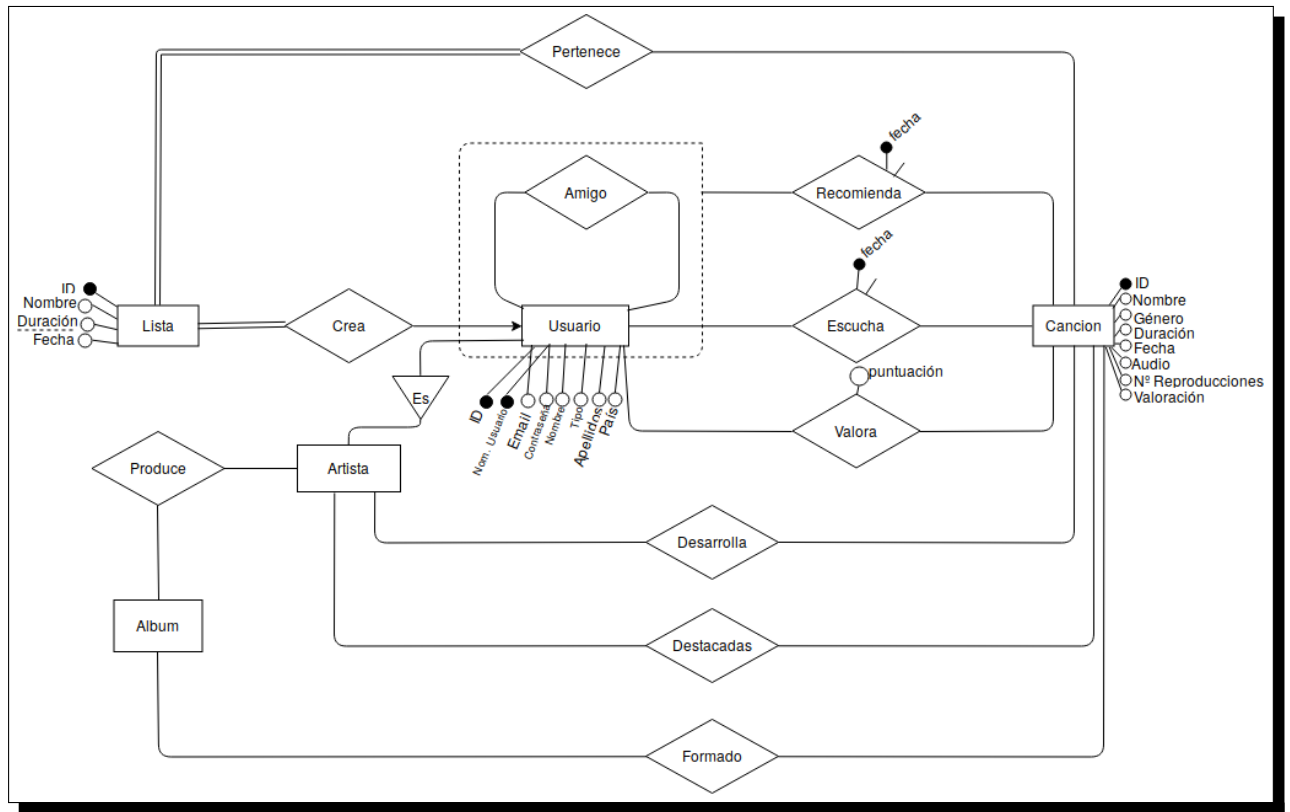 Pertenece
fecha
Amigo
Recomienda
fecha
ID
Nombre
Duración
Fecha
Lista
Crea
Usuario
Escucha
Cancion
ID
Nombre
Género
Duración
Fecha
Audio
Nº Reproducciones
Valoración
puntuación
Es
ID
Nom. Usuario
Email
Contraseña
Nombre
Tipo
Apellidos
País
Valora
Produce
Artista
Desarrolla
Album
Destacadas
Formado